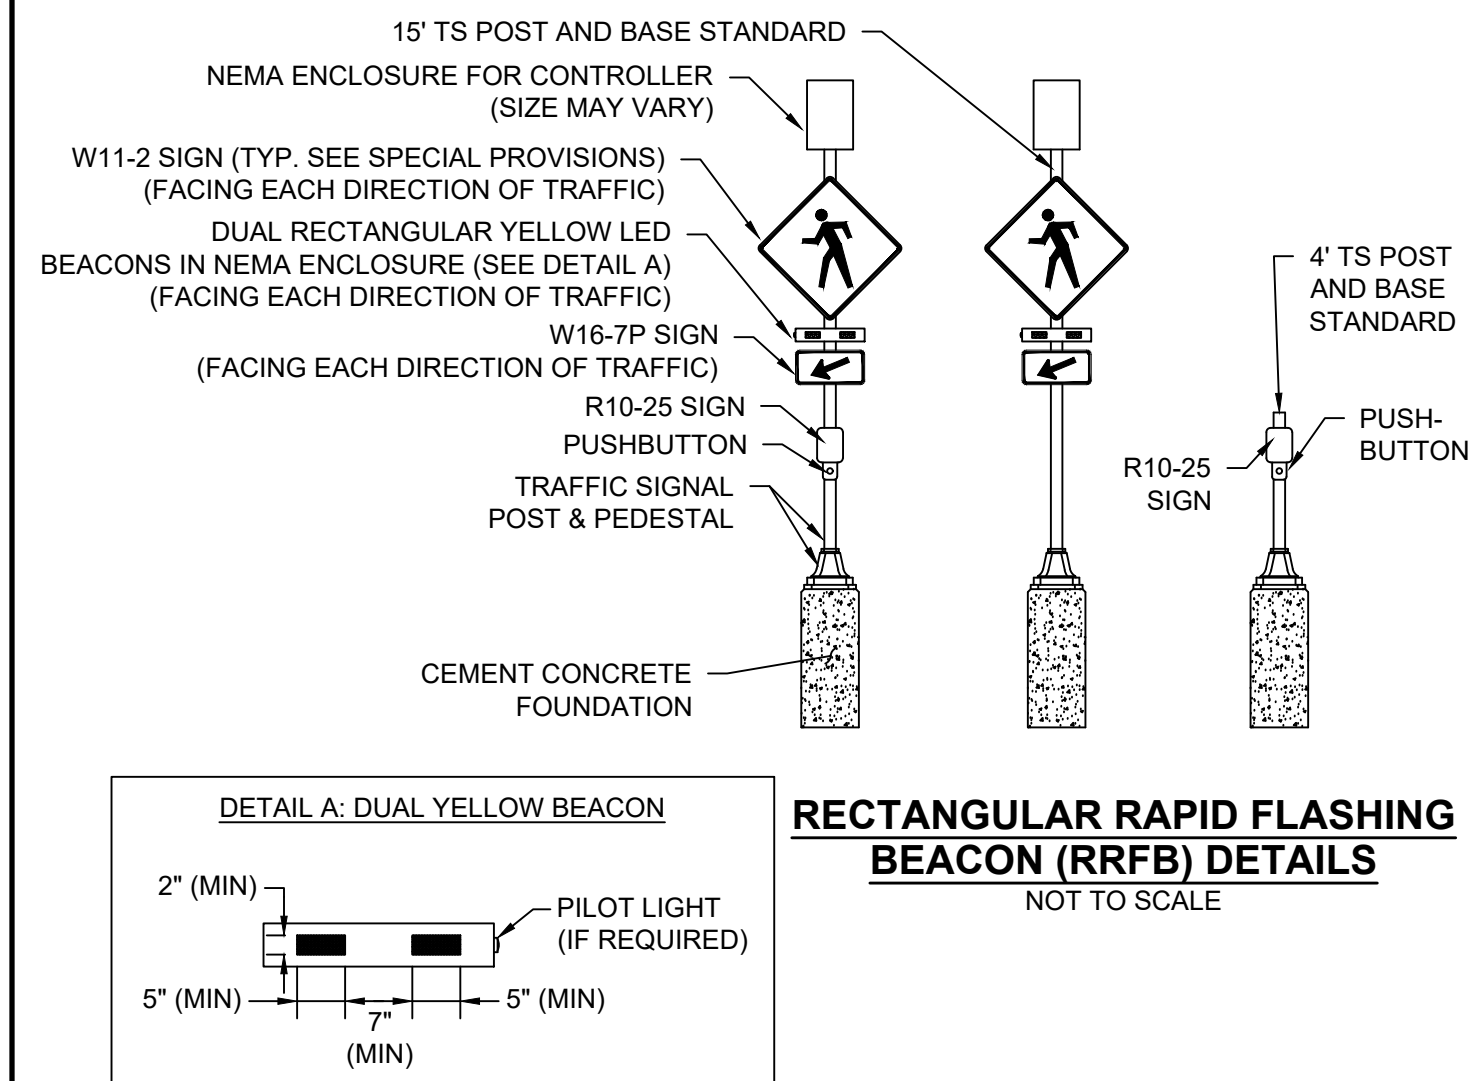 15' TS POST AND BASE STANDARD
NEMA ENCLOSURE FOR CONTROLLER
(SIZE MAY VARY)
W11-2 SIGN (TYP. SEE SPECIAL PROVISIONS)
(FACING EACH DIRECTION OF TRAFFIC)
DUAL RECTANGULAR YELLOW LED
BEACONS IN NEMA ENCLOSURE (SEE DETAIL A)
(FACING EACH DIRECTION OF TRAFFIC)
W16-7P SIGN
(FACING EACH DIRECTION OF TRAFFIC)
R10-25 SIGN
PUSHBUTTON
TRAFFIC SIGNAL
POST & PEDESTAL
CEMENT CONCRETE
FOUNDATION
4' TS POST
AND BASE
STANDARD
PUSH-
BUTTON
R10-25
SIGN
DETAIL A: DUAL YELLOW BEACON
2" (MIN)
PILOT LIGHT
(IF REQUIRED)
5" (MIN)
7"
(MIN)
5" (MIN)
RECTANGULAR RAPID FLASHING
BEACON (RRFB) DETAILS
NOT TO SCALE